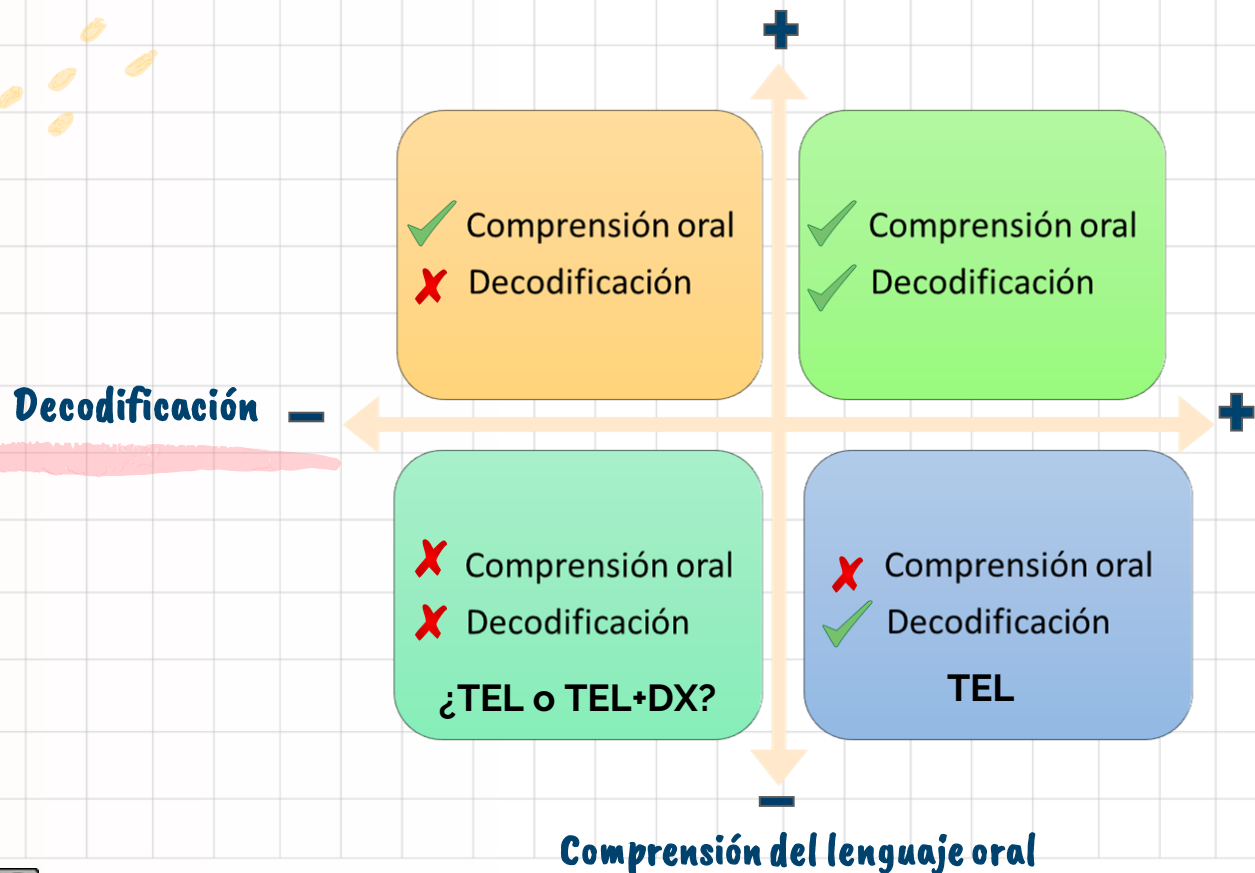 +
Comprensión oral
Decodificación
Comprensión oral
Decodificación
Decodificación − +
Comprensión oral
Decodificación
¿TEL o TEL+DX?
Comprensión oral
Decodificación
TEL
−
Comprensión del lenguaje oral